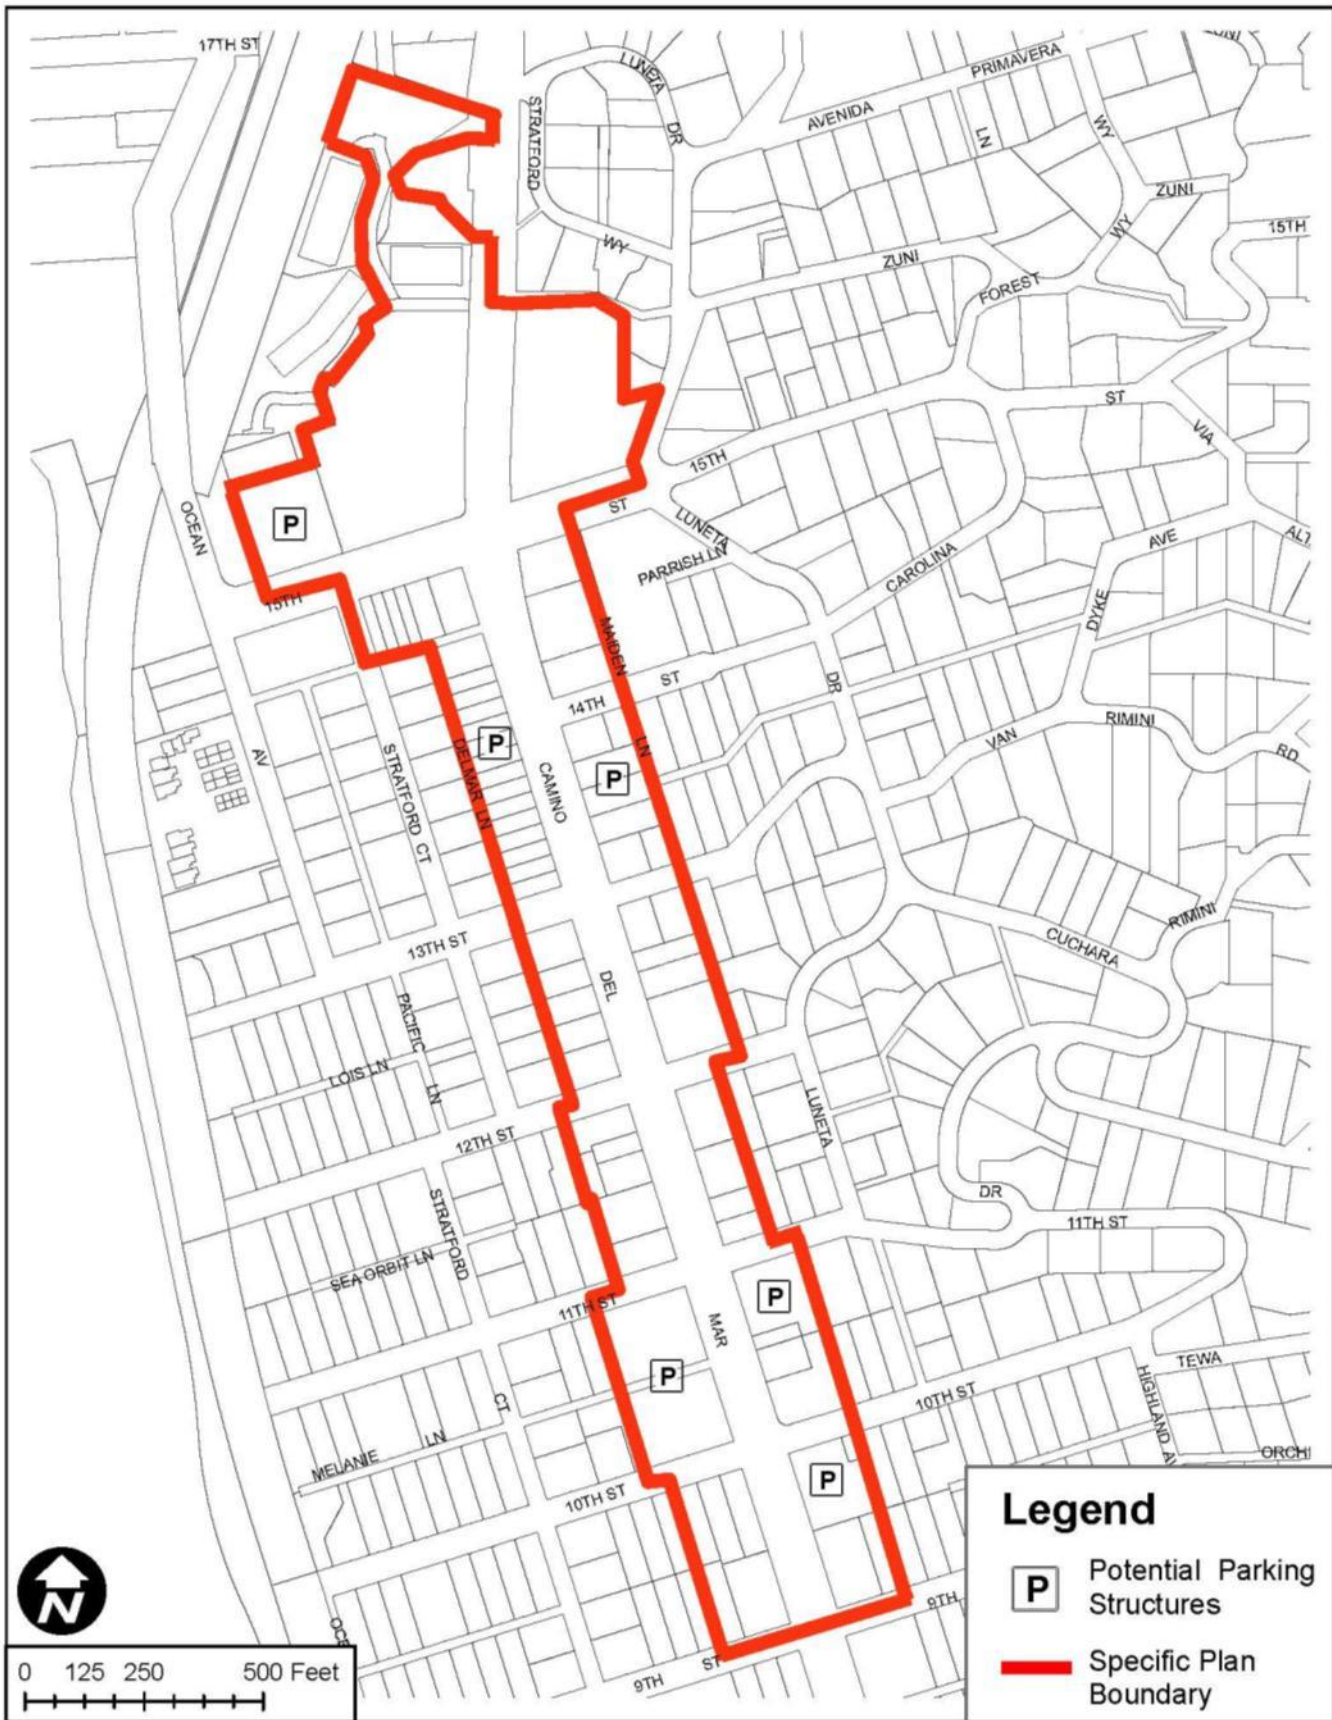 17TH ST
LUNETA
DR
STRATFORD
WY
AVENIDA
PRIMAVERA
LN
WY
ZUNI
WY
15TH
ZUNI
FOREST
ST
VIA
15TH
ST
LUNETA
PARRISH LN
CAROLINA
AVE
DYKE
OCEAN
P
15TH
MAIDEN
ST
14TH
DR
VAN
RIMINI
RD
AV
STRATFORD CT
DELMAR LN
P
CAMINO
P
LN
13TH ST
DEL
CUCHARA
RIMINI
PACIFIC
LN
LOIS LN
LUNETA
12TH ST
STRATFORD
SEA ORBIT LN
DR
11TH ST
11TH ST
P
MAR
P
TEWA
HIGHLAND AV
10TH ST
CT
MELANIE
LN
ORCH
10TH ST
P
9TH
ST
9TH
N
0 125 250 500 Feet
Legend
P Potential Parking
Structures
Specific Plan
Boundary